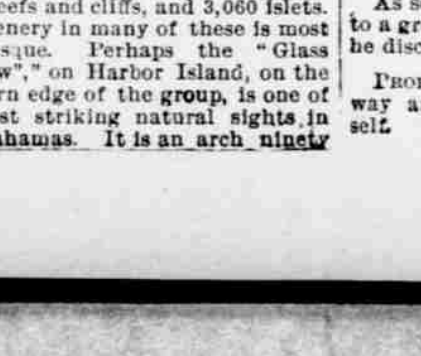 eefs and cliffs, and 3,060 islets.
enery in many of these is most
sque. Perhaps the "Glass
w"," on Harbor Island, on the
rn edge of the group, is one of
st striking natural sights in
ahamas. It is an arch ninety
As s
to a gr
he disc
PROP
way a
self.